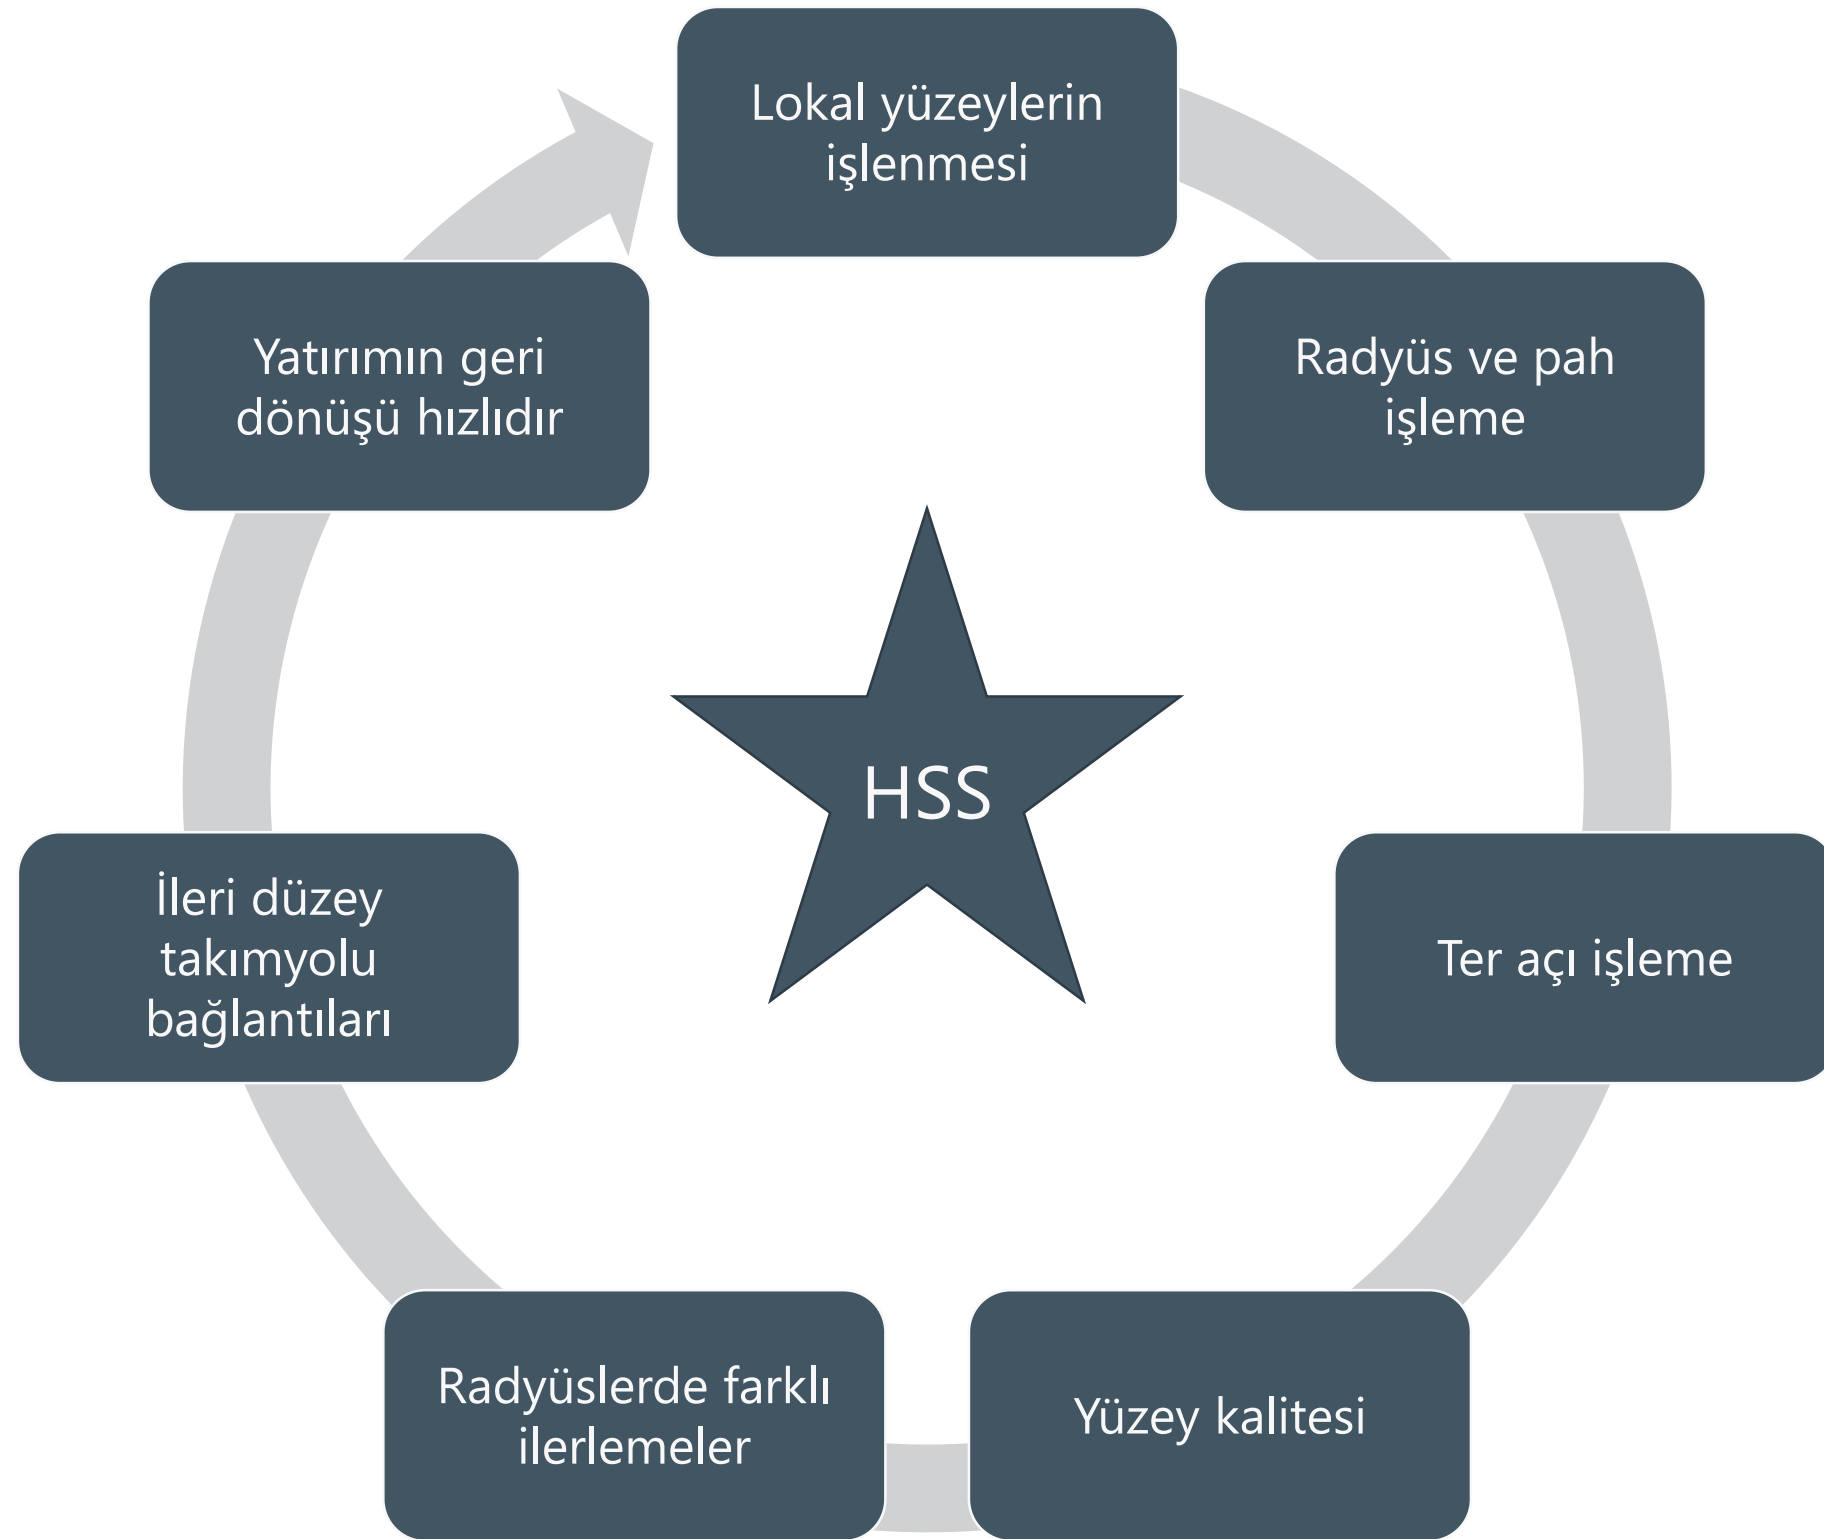 Lokal yüzeylerin
işlenmesi
Radyüs ve pah
işleme
Ter açı işleme
Yüzey kalitesi
Radyüslerde farklı
ilerlemeler
İleri düzey
takımyolu
bağlantıları
Yatırımın geri
dönüşü hızlıdır
HSS